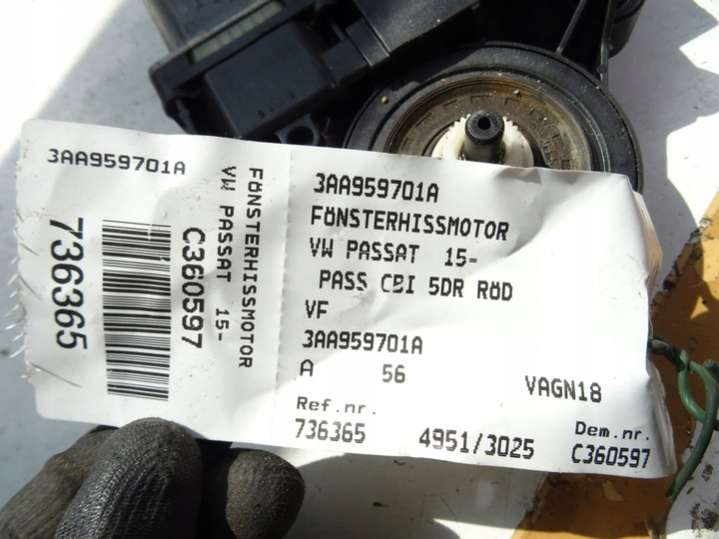 3AA959701A
FÖNSTERHISSMOTOR
VW PASSAT 15-
C360597
736365
3AA959701A
FÖNSTERHISSMOTOR
VW PASSAT 15-
PASS CBI 5DR RÖD
VF
3AA959701A
A 56 VAGN18
Ref.nr. Dem.nr.
736365 4951/3025 C360597